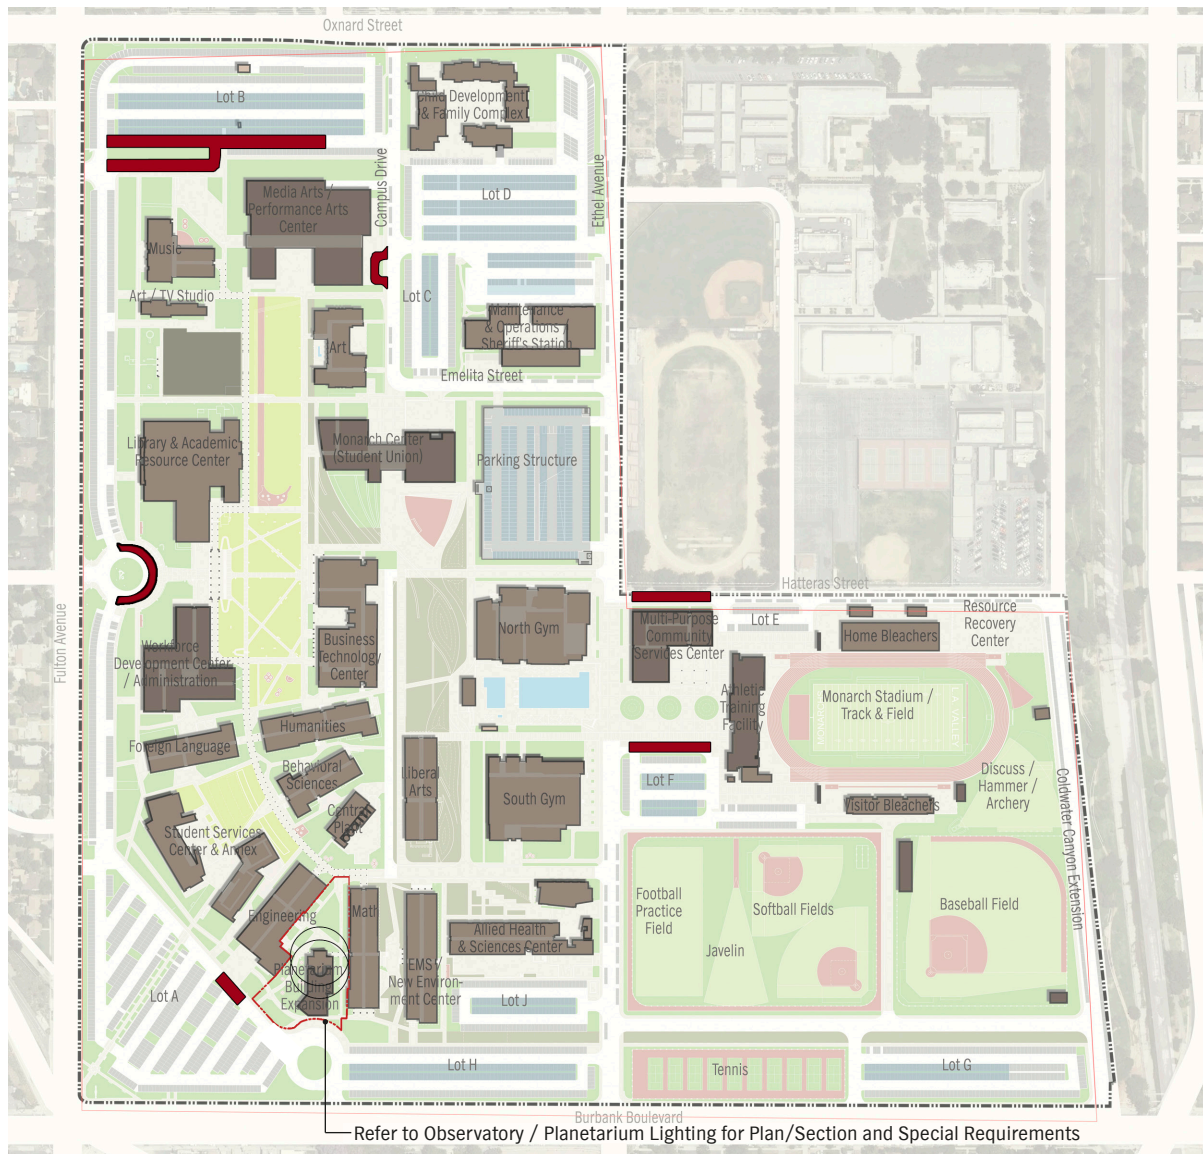 Oxnard Street
Lot B
Child Development
& Family Complex
Campus Drive
Ethel Avenue
Media Arts /
Performance Arts
Center
Lot D
Music
Art / TV Studio
Lot C
Maintenance
& Operations /
Sheriff's Station
Art
Emelita Street
Library & Academic
Resource Center
Monarch Center
(Student Union)
Parking Structure
Hatteras Street
Fulton Avenue
Workforce
Development Center
/ Administration
Business
Technology
Center
North Gym
Multi-Purpose
Community
Services Center
Lot E
Home Bleachers
Resource
Recovery
Center
Athletic
Training
Facility
Monarch Stadium /
Track & Field
MONAR
L.A. VALLEY
Humanities
Foreign Language
Behavioral
Sciences
Liberal
Arts
Central
Plant
South Gym
Lot F
Visitor Bleachers
Discuss /
Hammer /
Archery
Coldwater Canyon Extension
Student Services
Center & Annex
Engineering
Math
Football
Practice
Field
Softball Fields
Javelin
Baseball Field
Allied Health
& Sciences Center
Planetarium
Building
Expansion
EMS /
New Environ-
ment Center
Lot A
Lot J
Lot H
Tennis
Lot G
Burbank Boulevard
Refer to Observatory / Planetarium Lighting for Plan/Section and Special Requirements